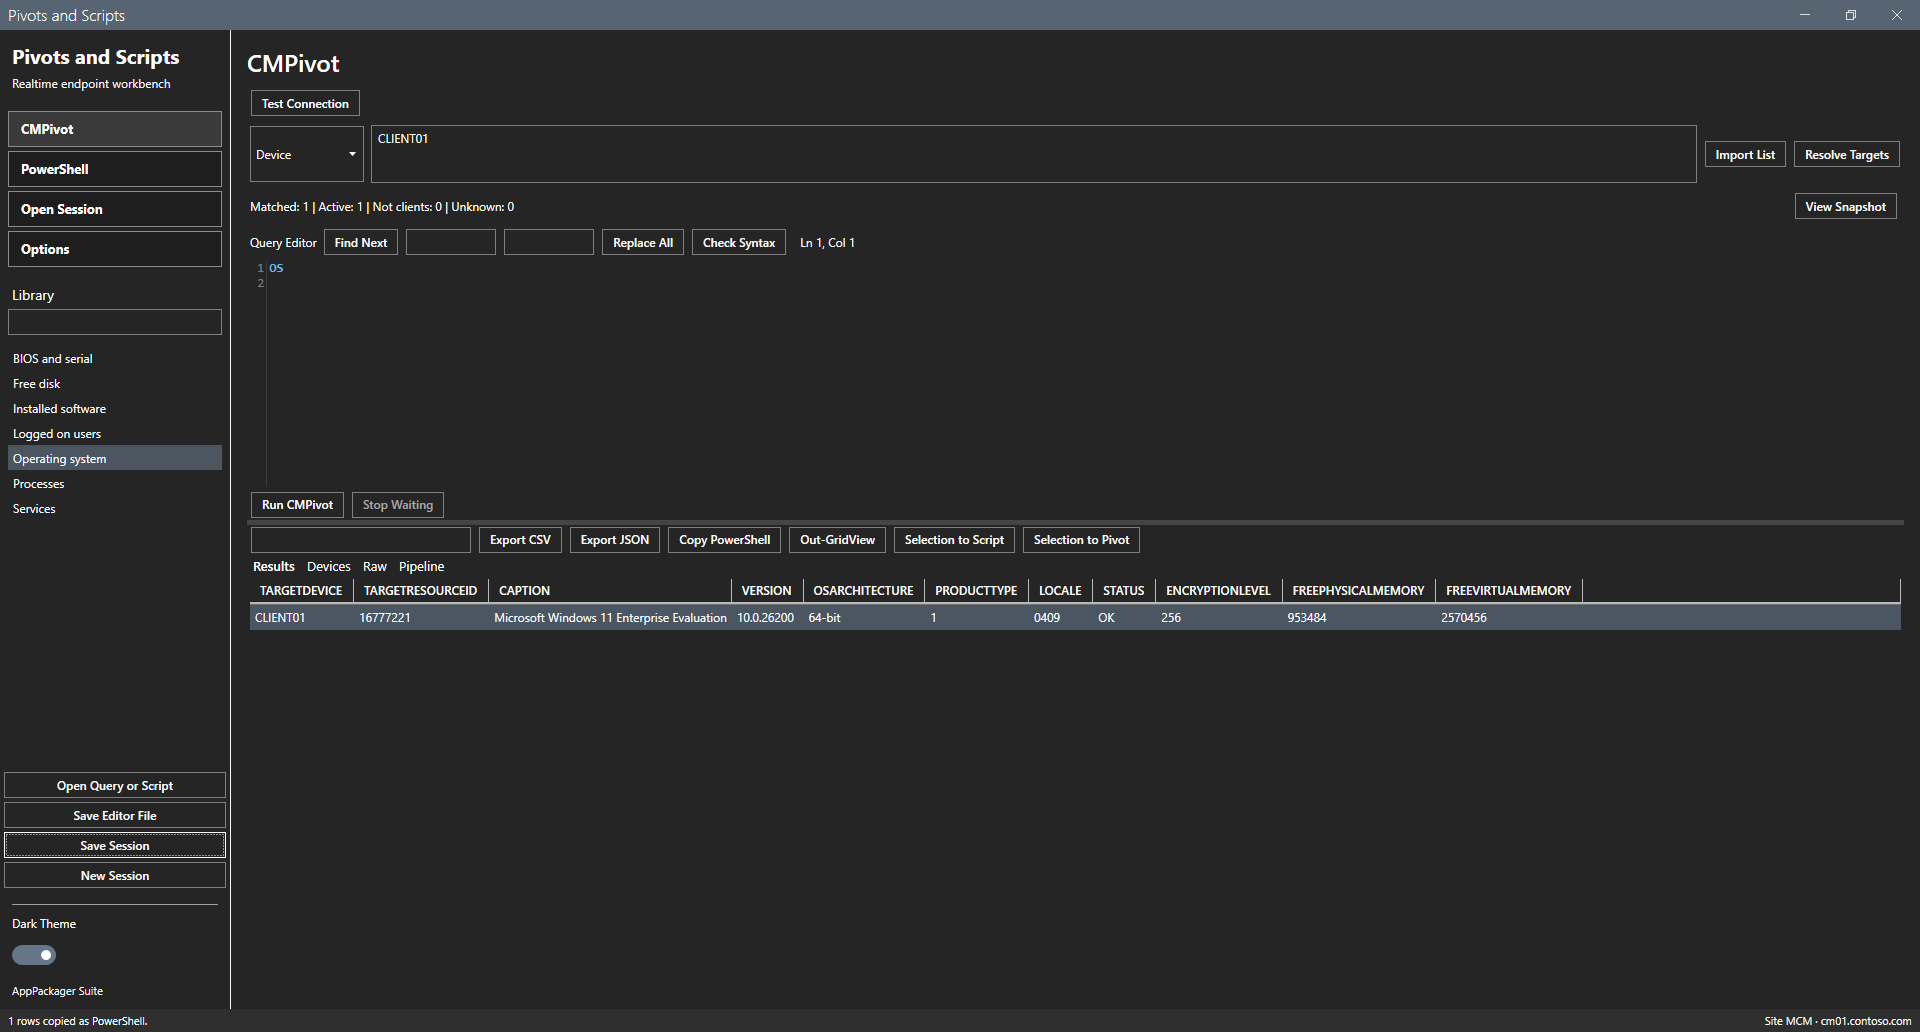 Pivots and Scripts
Pivots and Scripts
Realtime endpoint workbench
CMPivot
PowerShell
Open Session
Options
Library
BIOS and serial
Free disk
Installed software
Logged on users
Operating system
Processes
Services
Open Query or Script
Save Editor File
Save Session
New Session
Dark Theme
AppPackager Suite
CMPivot
Test Connection
Device CLIENT01 Import List Resolve Targets
Matched: 1 | Active: 1 | Not clients: 0 | Unknown: 0 View Snapshot
Query Editor Find Next Replace All Check Syntax Ln 1, Col 1
1 OS
2
Run CMPivot Stop Waiting
Export CSV Export JSON Copy PowerShell Out-GridView Selection to Script Selection to Pivot
Results Devices Raw Pipeline
TARGETDEVICE TARGETRESOURCEID CAPTION VERSION OSARCHITECTURE PRODUCTTYPE LOCALE STATUS ENCRYPTIONLEVEL FREEPHYSICALMEMORY FREEVIRTUALMEMORY
CLIENT01 16777221 Microsoft Windows 11 Enterprise Evaluation 10.0.26200 64-bit 1 0409 OK 256 953484 2570456
1 rows copied as PowerShell. Site MCM · cm01.contoso.com